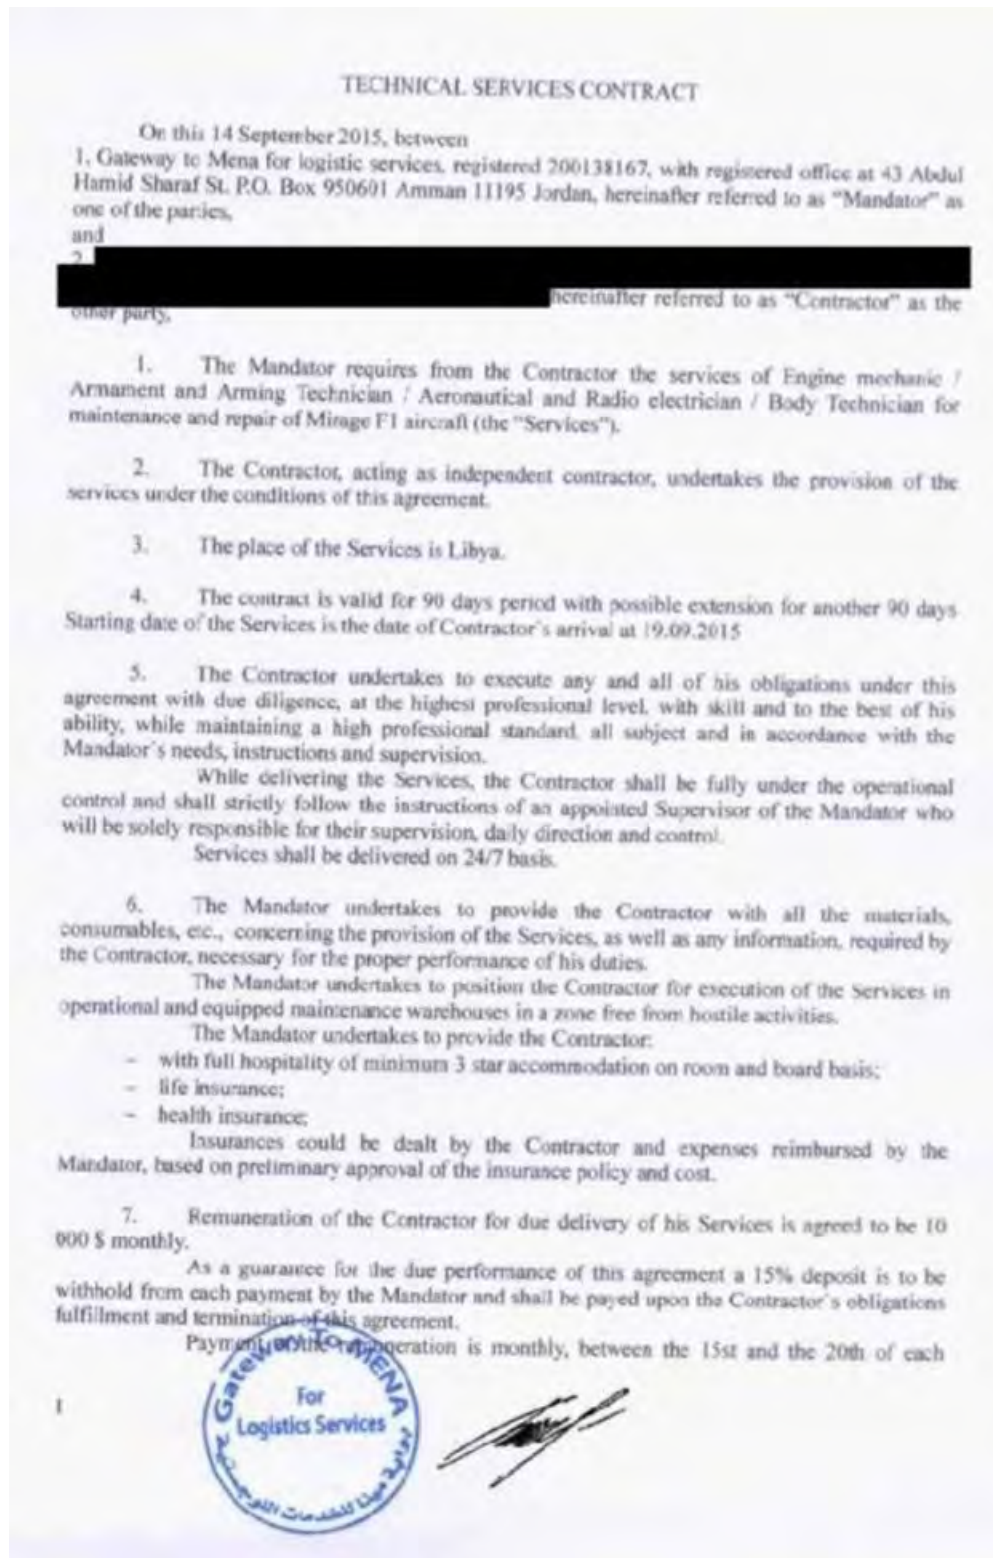 TECHNICAL SERVICES CONTRACT
On this 14 September 2015, between
1. Gateway to Mena for logistic services, registered 200138167, with registered office at 43 Abdul
Hamid Sharaf St. P.O. Box 950601 Amman 11195 Jordan, hereinafter referred to as "Mandator" as
one of the parties,
and
2.
hereinafter referred to as "Contractor" as the
other party,
1. The Mandator requires from the Contractor the services of Engine mechanic /
Armament and Arming Technician / Aeronautical and Radio electrician / Body Technician for
maintenance and repair of Mirage F1 aircraft (the "Services").
2. The Contractor, acting as independent contractor, undertakes the provision of the
services under the conditions of this agreement.
3. The place of the Services is Libya.
4. The contract is valid for 90 days period with possible extension for another 90 days
Starting date of the Services is the date of Contractor's arrival at 19.09.2015
5. The Contractor undertakes to execute any and all of his obligations under this
agreement with due diligence, at the highest professional level, with skill and to the best of his
ability, while maintaining a high professional standard, all subject and in accordance with the
Mandator's needs, instructions and supervision.
While delivering the Services, the Contractor shall be fully under the operational
control and shall strictly follow the instructions of an appointed Supervisor of the Mandator who
will be solely responsible for their supervision, daily direction and control.
Services shall be delivered on 24/7 basis.
6. The Mandator undertakes to provide the Contractor with all the materials,
consumables, etc., concerning the provision of the Services, as well as any information, required by
the Contractor, necessary for the proper performance of his duties.
The Mandator undertakes to position the Contractor for execution of the Services in
operational and equipped maintenance warehouses in a zone free from hostile activities.
The Mandator undertakes to provide the Contractor:
– with full hospitality of minimum 3 star accommodation on room and board basis;
– life insurance;
– health insurance;
Insurances could be dealt by the Contractor and expenses reimbursed by the
Mandator, based on preliminary approval of the insurance policy and cost.
7. Remuneration of the Contractor for due delivery of his Services is agreed to be 10
000 $ monthly.
As a guarantee for the due performance of this agreement a 15% deposit is to be
withhold from each payment by the Mandator and shall be payed upon the Contractor's obligations
fulfillment and termination of this agreement.
Payment of the remuneration is monthly, between the 15st and the 20th of each
1
Gateway To MENA
For
Logistics Services
بوابة مينا للخدمات اللوجستية